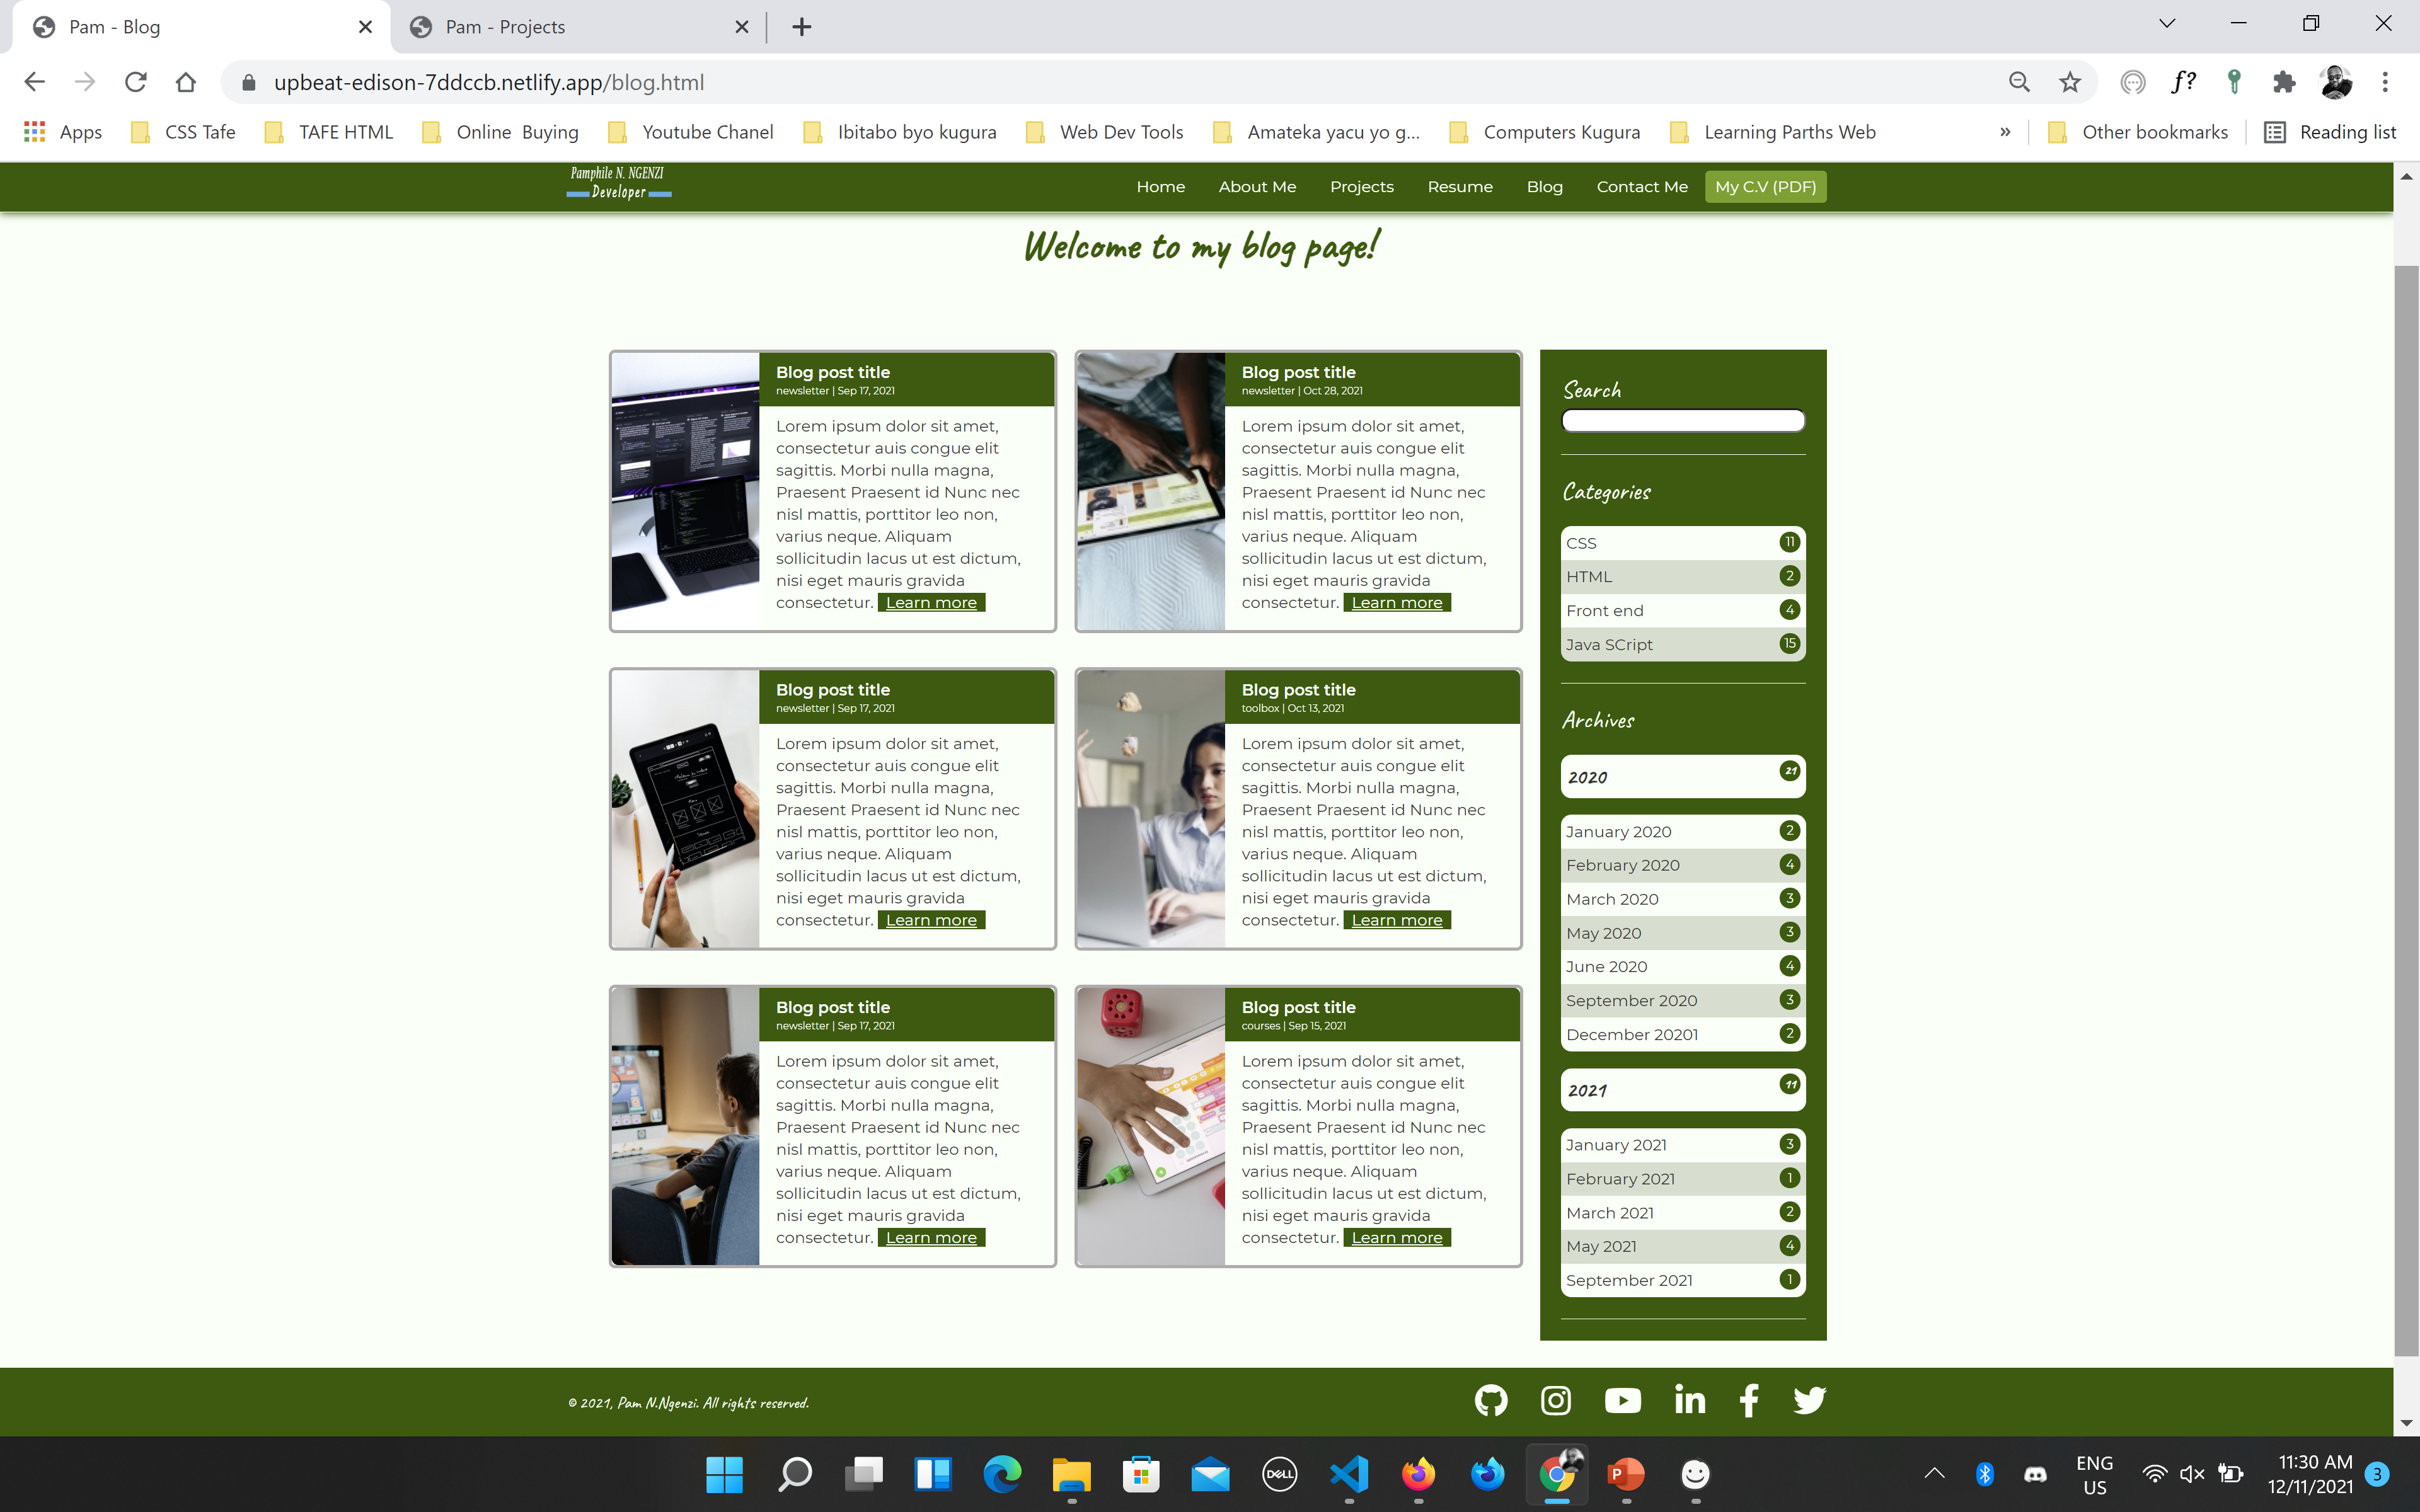 Pam - Blog
Pam - Projects
upbeat-edison-7ddccb.netlify.app/blog.html
f?
Apps
CSS Tafe
TAFE HTML
Online Buying
Youtube Chanel
Ibitabo byo kugura
Web Dev Tools
Amateka yacu yo g...
Computers Kugura
Learning Parths Web
»
Other bookmarks
Reading list
Pamphile N. NGENZI
Developer
Home
About Me
Projects
Resume
Blog
Contact Me
My C.V (PDF)
Welcome to my blog page!
Blog post title
newsletter | Sep 17, 2021
Lorem ipsum dolor sit amet,
consectetur auis congue elit
sagittis. Morbi nulla magna,
Praesent Praesent id Nunc nec
nisl mattis, porttitor leo non,
varius neque. Aliquam
sollicitudin lacus ut est dictum,
nisi eget mauris gravida
consectetur. Learn more
Blog post title
newsletter | Oct 28, 2021
Lorem ipsum dolor sit amet,
consectetur auis congue elit
sagittis. Morbi nulla magna,
Praesent Praesent id Nunc nec
nisl mattis, porttitor leo non,
varius neque. Aliquam
sollicitudin lacus ut est dictum,
nisi eget mauris gravida
consectetur. Learn more
Blog post title
newsletter | Sep 17, 2021
Lorem ipsum dolor sit amet,
consectetur auis congue elit
sagittis. Morbi nulla magna,
Praesent Praesent id Nunc nec
nisl mattis, porttitor leo non,
varius neque. Aliquam
sollicitudin lacus ut est dictum,
nisi eget mauris gravida
consectetur. Learn more
Blog post title
toolbox | Oct 13, 2021
Lorem ipsum dolor sit amet,
consectetur auis congue elit
sagittis. Morbi nulla magna,
Praesent Praesent id Nunc nec
nisl mattis, porttitor leo non,
varius neque. Aliquam
sollicitudin lacus ut est dictum,
nisi eget mauris gravida
consectetur. Learn more
Blog post title
newsletter | Sep 17, 2021
Lorem ipsum dolor sit amet,
consectetur auis congue elit
sagittis. Morbi nulla magna,
Praesent Praesent id Nunc nec
nisl mattis, porttitor leo non,
varius neque. Aliquam
sollicitudin lacus ut est dictum,
nisi eget mauris gravida
consectetur. Learn more
Blog post title
courses | Sep 15, 2021
Lorem ipsum dolor sit amet,
consectetur auis congue elit
sagittis. Morbi nulla magna,
Praesent Praesent id Nunc nec
nisl mattis, porttitor leo non,
varius neque. Aliquam
sollicitudin lacus ut est dictum,
nisi eget mauris gravida
consectetur. Learn more
Search
Categories
CSS 11
HTML 2
Front end 4
Java SCript 15
Archives
2020 21
January 2020 2
February 2020 4
March 2020 3
May 2020 3
June 2020 4
September 2020 3
December 20201 2
2021 11
January 2021 3
February 2021 1
March 2021 2
May 2021 4
September 2021 1
© 2021, Pam N.Ngenzi. All rights reserved.
DELL
P
ENG
US
11:30 AM
12/11/2021
3